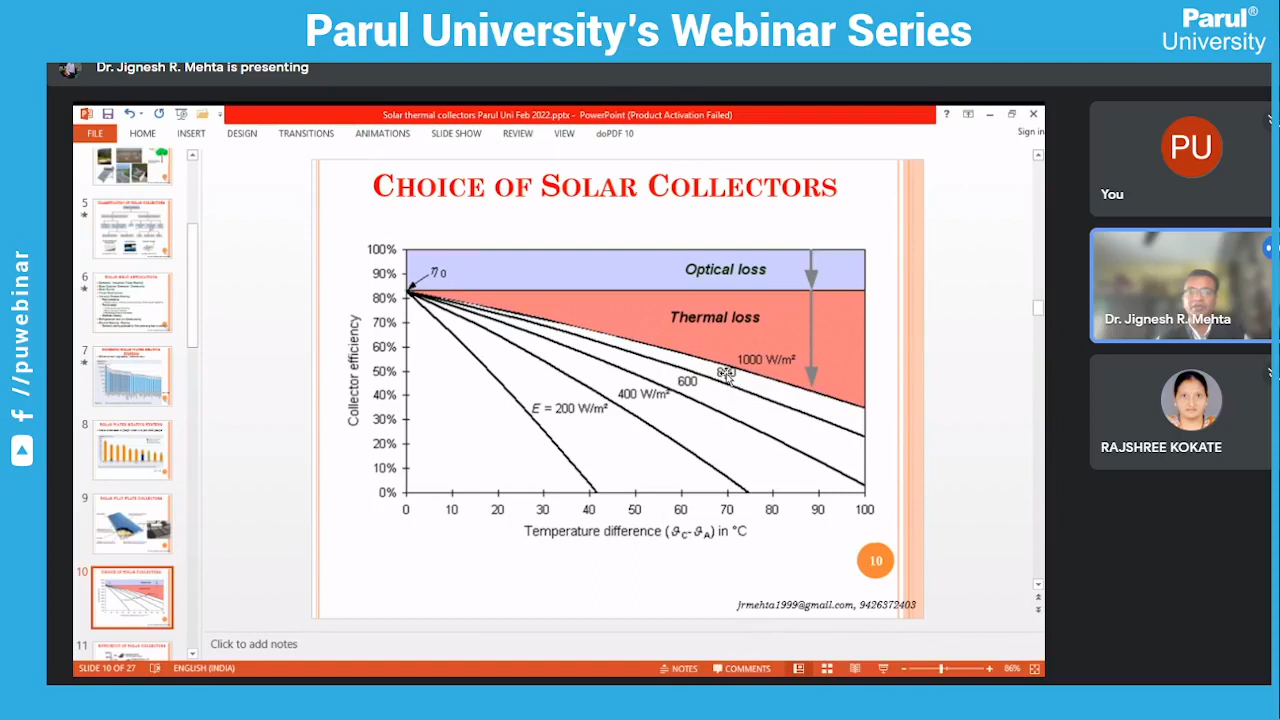 Parul University's Webinar Series
Parul®
University
Dr. Jignesh R. Mehta is presenting
Solar thermal collectors Parul Uni Feb 2022.pptx - PowerPoint (Product Activation Failed)
FILE HOME INSERT DESIGN TRANSITIONS ANIMATIONS SLIDE SHOW REVIEW VIEW doPDF 10
Sign in
5
6
7
8
9
10
11
CHOICE OF SOLAR COLLECTORS
100%
90%
80%
70%
60%
50%
40%
30%
20%
10%
0%
Collector efficiency
η0
Optical loss
Thermal loss
1000 W/m²
600
400 W/m²
E = 200 W/m²
0 10 20 30 40 50 60 70 80 90 100
Temperature difference (ϑC-ϑA) in °C
10
jrmehta1999@gmail.com, 9426372403
Click to add notes
SLIDE 10 OF 27 ENGLISH (INDIA) NOTES COMMENTS 86%
PU
You
Dr. Jignesh R. Mehta
RAJSHREE KOKATE
f //puwebinar